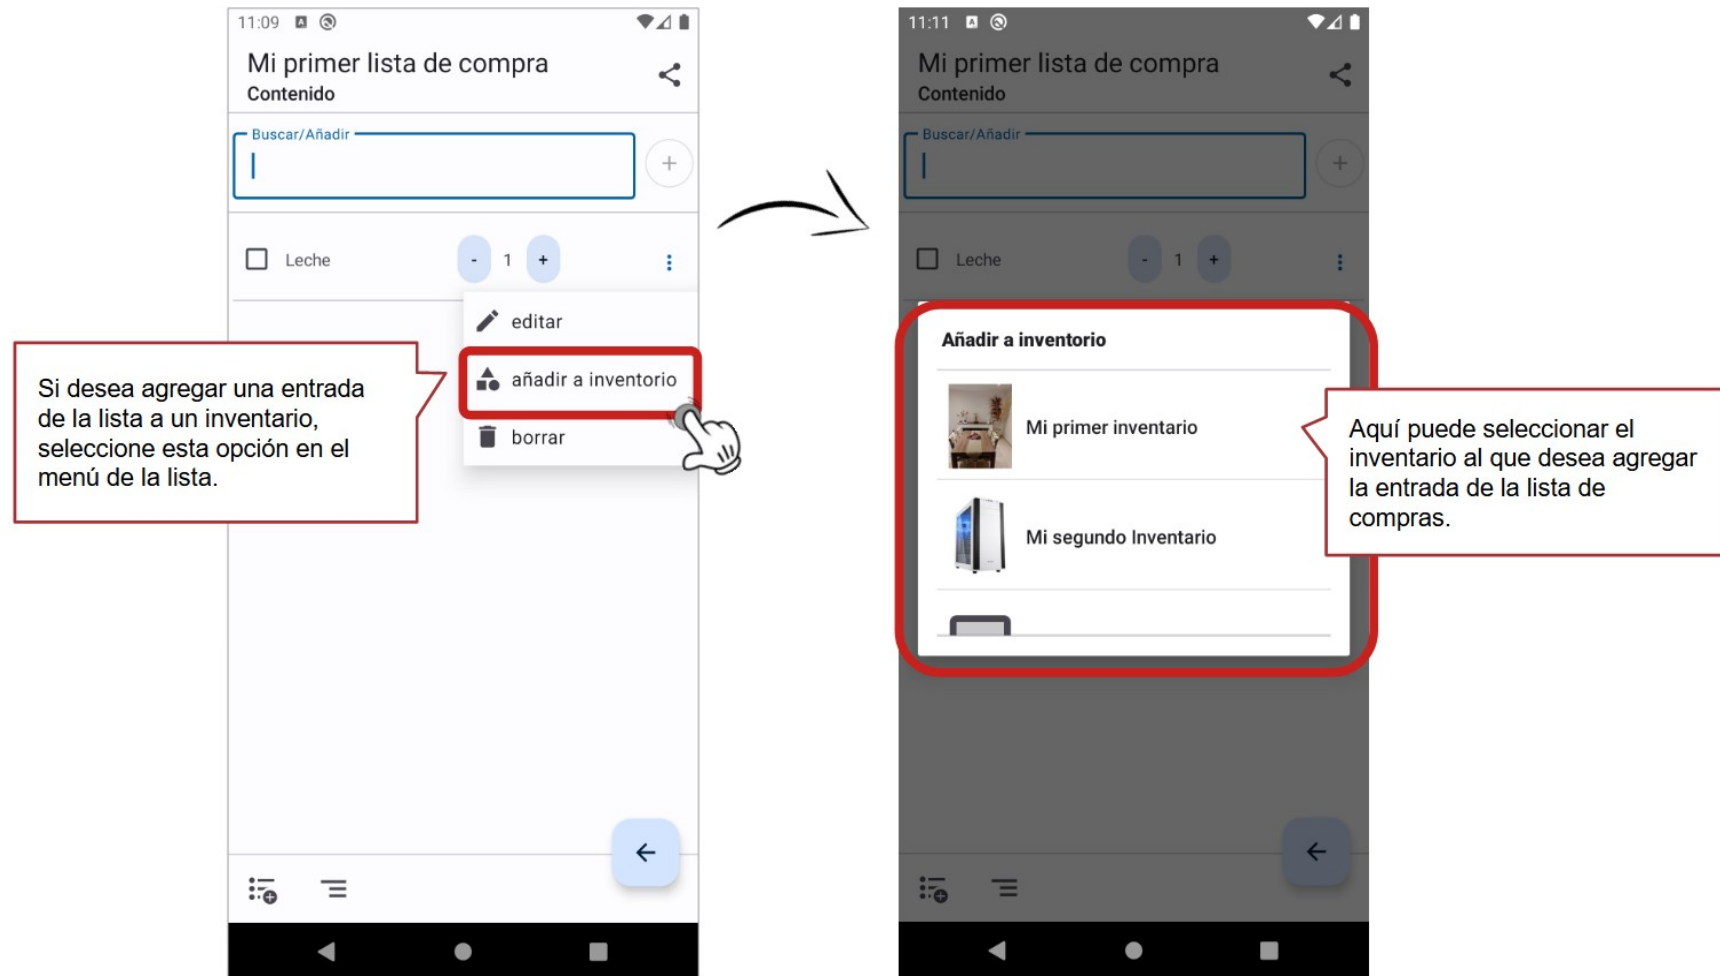 11:09
Mi primer lista de compra
Contenido
Buscar/Añadir
+
Leche - 1 +
editar
añadir a inventorio
borrar
Si desea agregar una entrada
de la lista a un inventario,
seleccione esta opción en el
menú de la lista.
11:11
Mi primer lista de compra
Contenido
Buscar/Añadir
+
Leche - 1 +
Añadir a inventorio
Mi primer inventario
Mi segundo Inventario
Aquí puede seleccionar el
inventario al que desea agregar
la entrada de la lista de
compras.